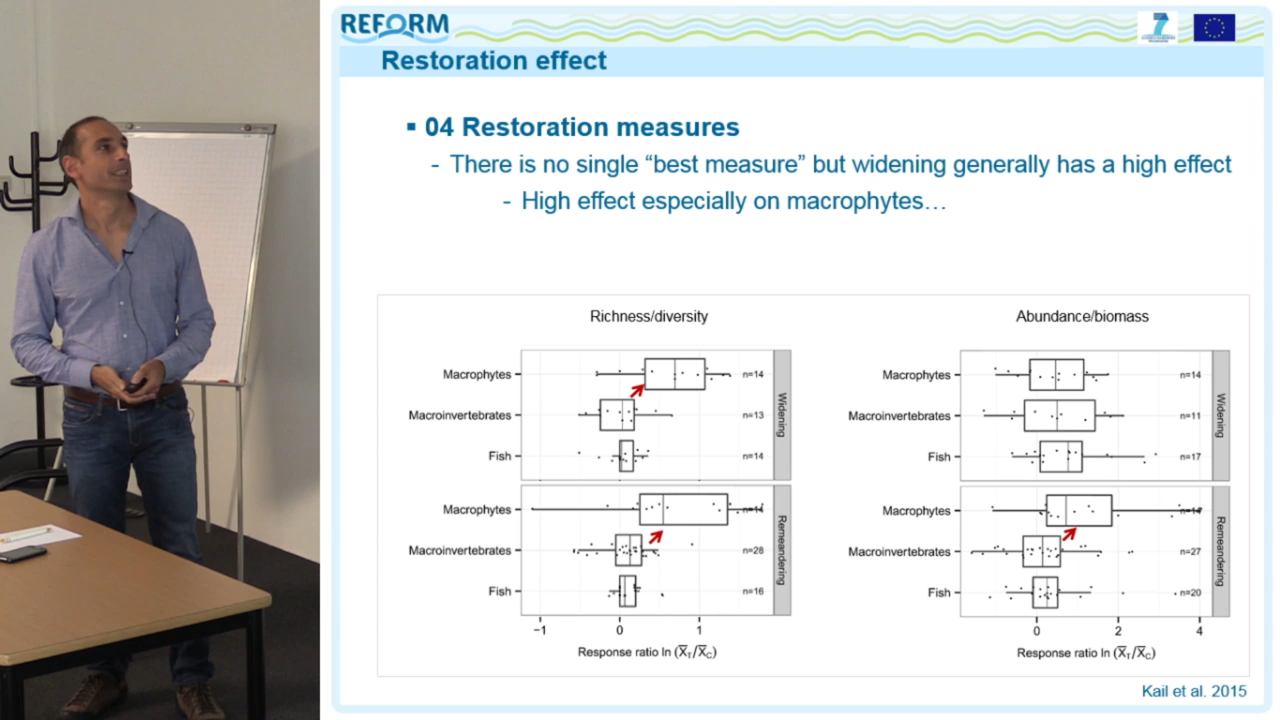 REFORM
7
Restoration effect
▪ 04 Restoration measures
- There is no single “best measure” but widening generally has a high effect
- High effect especially on macrophytes…
Richness/diversity
Macrophytes
n=14
Macroinvertebrates
n=13
Fish
n=14
Widening
Macrophytes
n=14
Macroinvertebrates
n=28
Fish
n=16
Remeandering
−1 0 1
Response ratio ln (X̅T/X̅C)
Abundance/biomass
Macrophytes
n=14
Macroinvertebrates
n=11
Fish
n=17
Widening
Macrophytes
n=14
Macroinvertebrates
n=27
Fish
n=20
Remeandering
0 2 4
Response ratio ln (X̅T/X̅C)
Kail et al. 2015